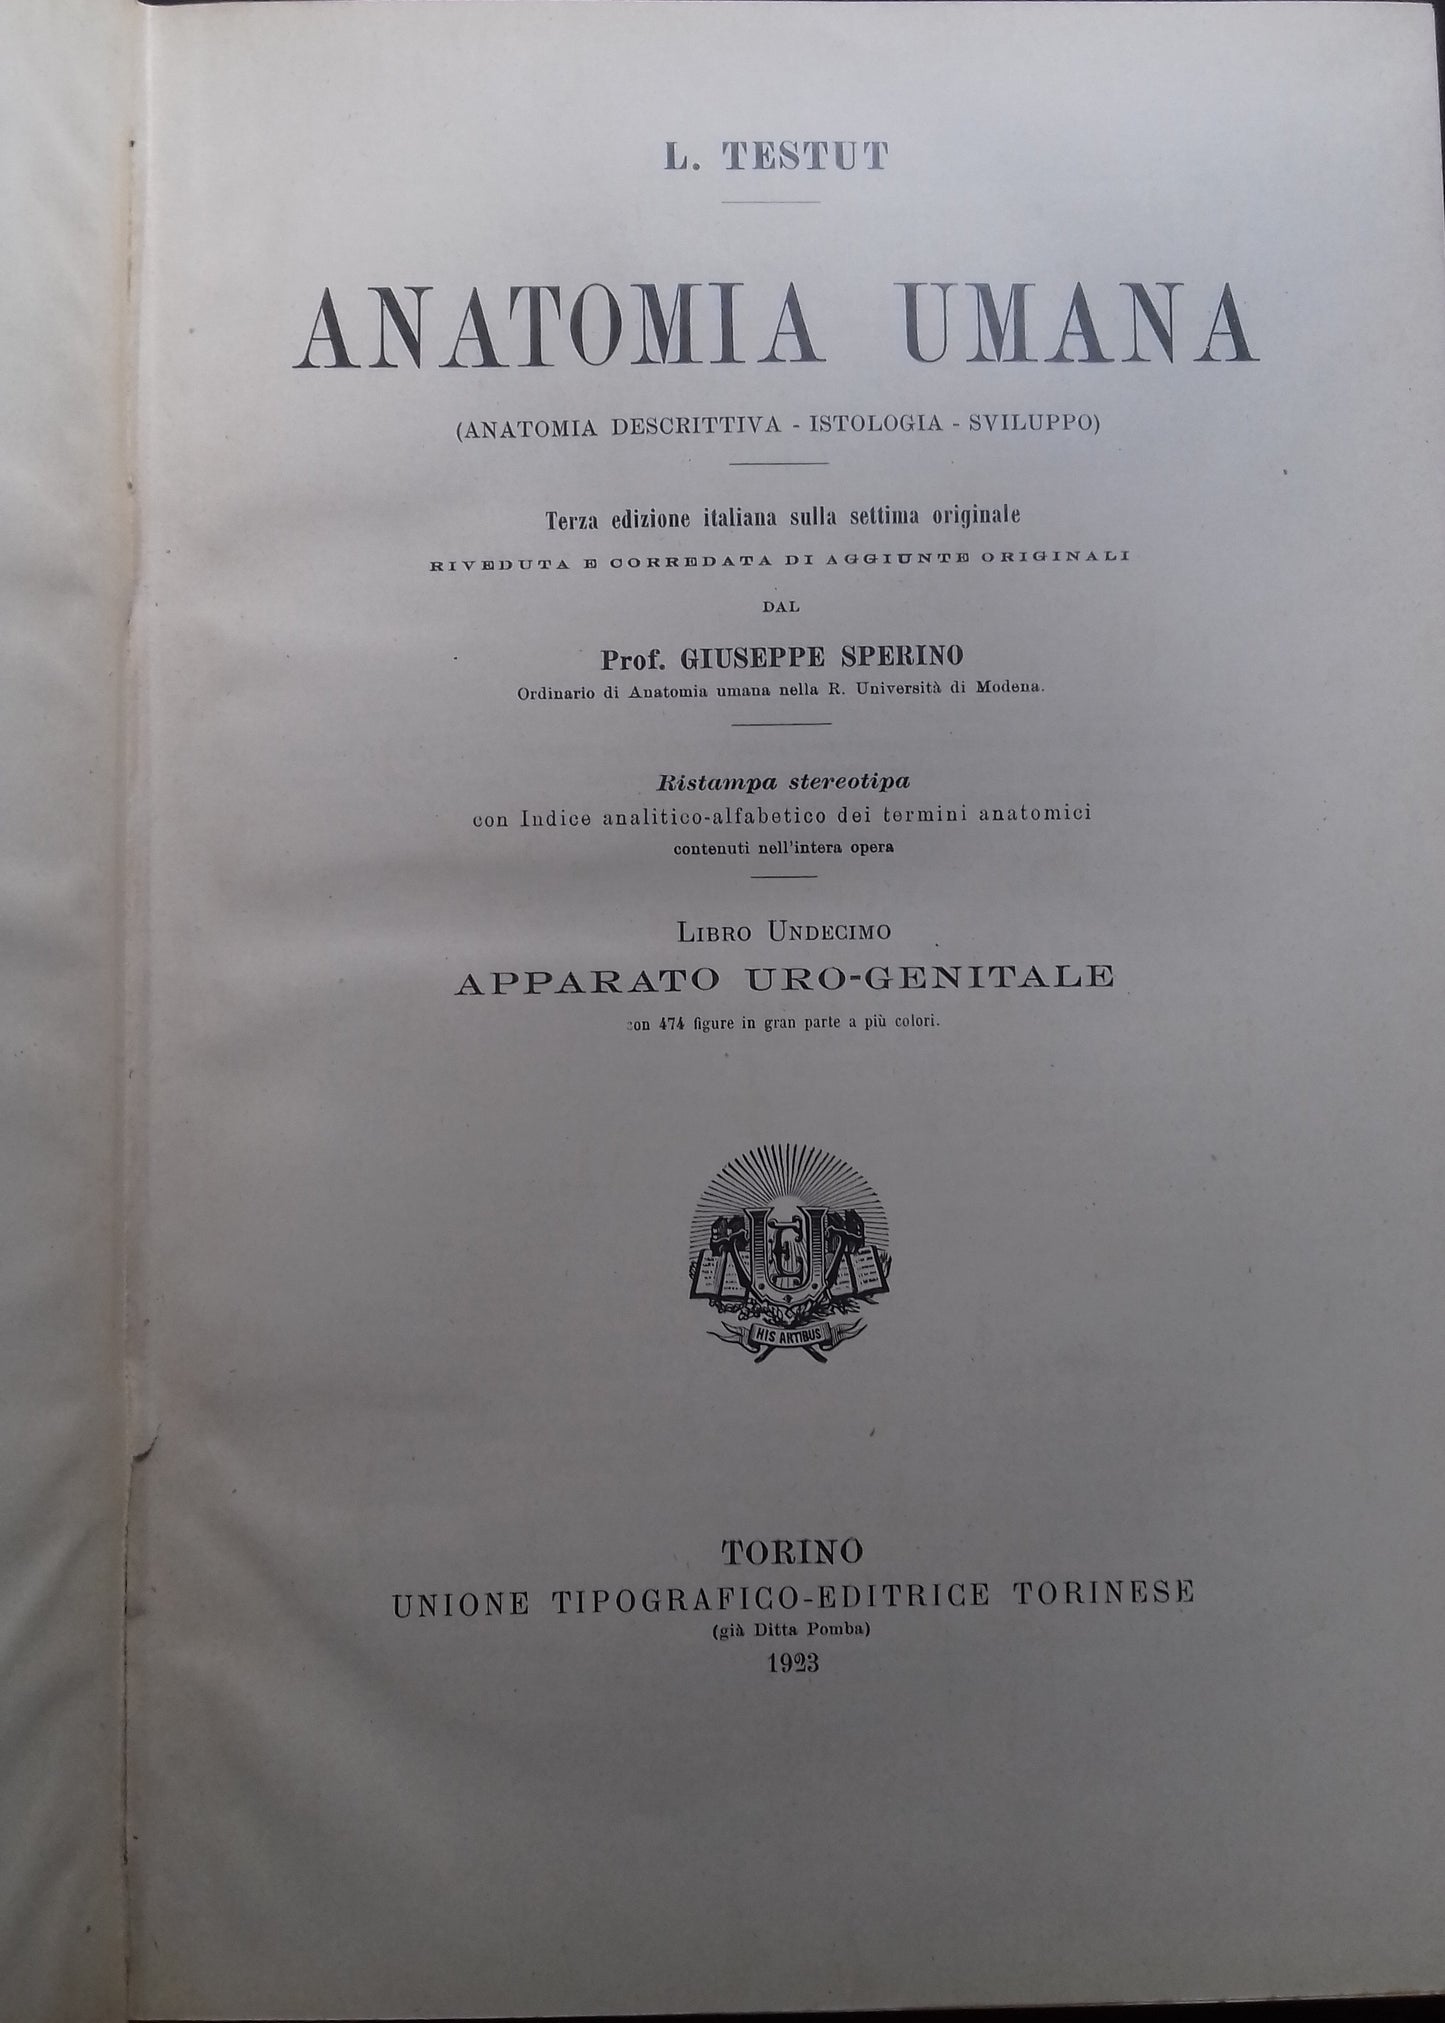 L. TESTUT
ANATOMIA UMANA
(ANATOMIA DESCRITTIVA - ISTOLOGIA - SVILUPPO)
Terza edizione italiana sulla settima originale
RIVEDUTA E CORREDATA DI AGGIUNTE ORIGINALI
DAL
Prof. GIUSEPPE SPERINO
Ordinario di Anatomia umana nella R. Università di Modena.
Ristampa stereotipa
con Indice analitico-alfabetico dei termini anatomici
contenuti nell'intera opera
LIBRO UNDECIMO
APPARATO URO-GENITALE
con 474 figure in gran parte a più colori.
UTE
HIS ARTIBUS
TORINO
UNIONE TIPOGRAFICO-EDITRICE TORINESE
(già Ditta Pomba)
1923